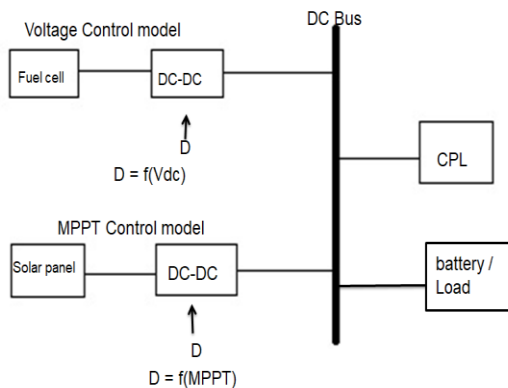 DC Bus
Voltage Control model
Fuel cell
DC-DC
D
D = f(Vdc)
CPL
MPPT Control model
Solar panel
DC-DC
battery /
Load
D
D = f(MPPT)